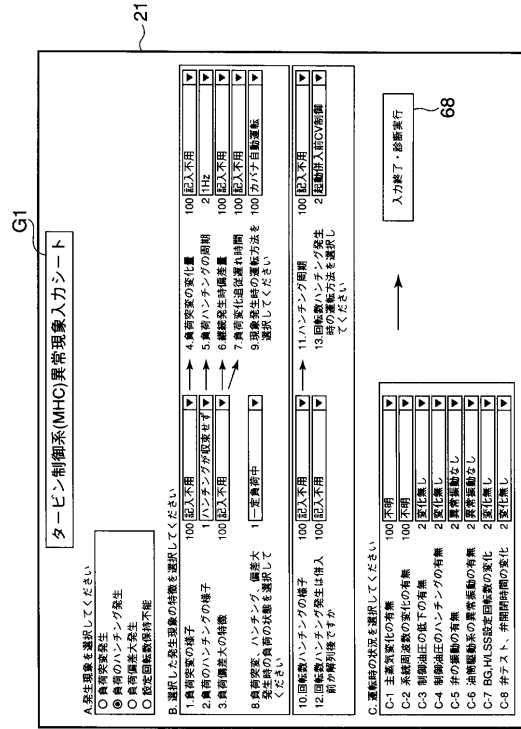 G1
21
タービン制御系(MHC)異常現象入力シート
A.発生現象を選択してください
負荷突変発生
負荷のハンチング発生
負荷偏差大発生
設定回転数保持不能
B. 選択した発生現象の特徴を選択してください
1.負荷突変の様子 100 記入不用
2.負荷のハンチングの様子 1 ハンチングが収束せず
3.負荷偏差大の特徴 100 記入不用
4.負荷突変の変化量 100 記入不用
5.負荷ハンチングの周期 2 1Hz
6.継続発生時偏差量 100 記入不用
7.負荷変化追従遅れ時間 100 記入不用
8.負荷突変、ハンチング、偏差大
発生時の負荷の状態を選択して
ください
1 一定負荷中
9.現象発生時の運転方法を
選択してください
100 カバナ自動運転
10.回転数ハンチングの様子 100 記入不用
11.ハンチング周期 100 記入不用
12.回転数ハンチング発生は併入
前か解列後ですか
100 記入不用
13.回転数ハンチング発生
時の運転方法を選択し
てください
2 起動併入前CV制御
C. 運転時の状況を選択してください
C-1 主蒸気変化の有無 100 不明
C-2 系統周波数の変化の有無 100 不明
C-3 制御油圧の低下の有無 2 変化無し
C-4 制御油圧のハンチングの有無 2 変化無し
C-5 弁の振動の有無 2 異常振動なし
C-6 油筒駆動系の異常振動の有無 2 異常振動なし
C-7 BG,H/LSS設定回転数の変化 2 変化無し
C-8 弁テスト、弁開閉時間の変化 2 変化無し
入力終了・診断実行
68